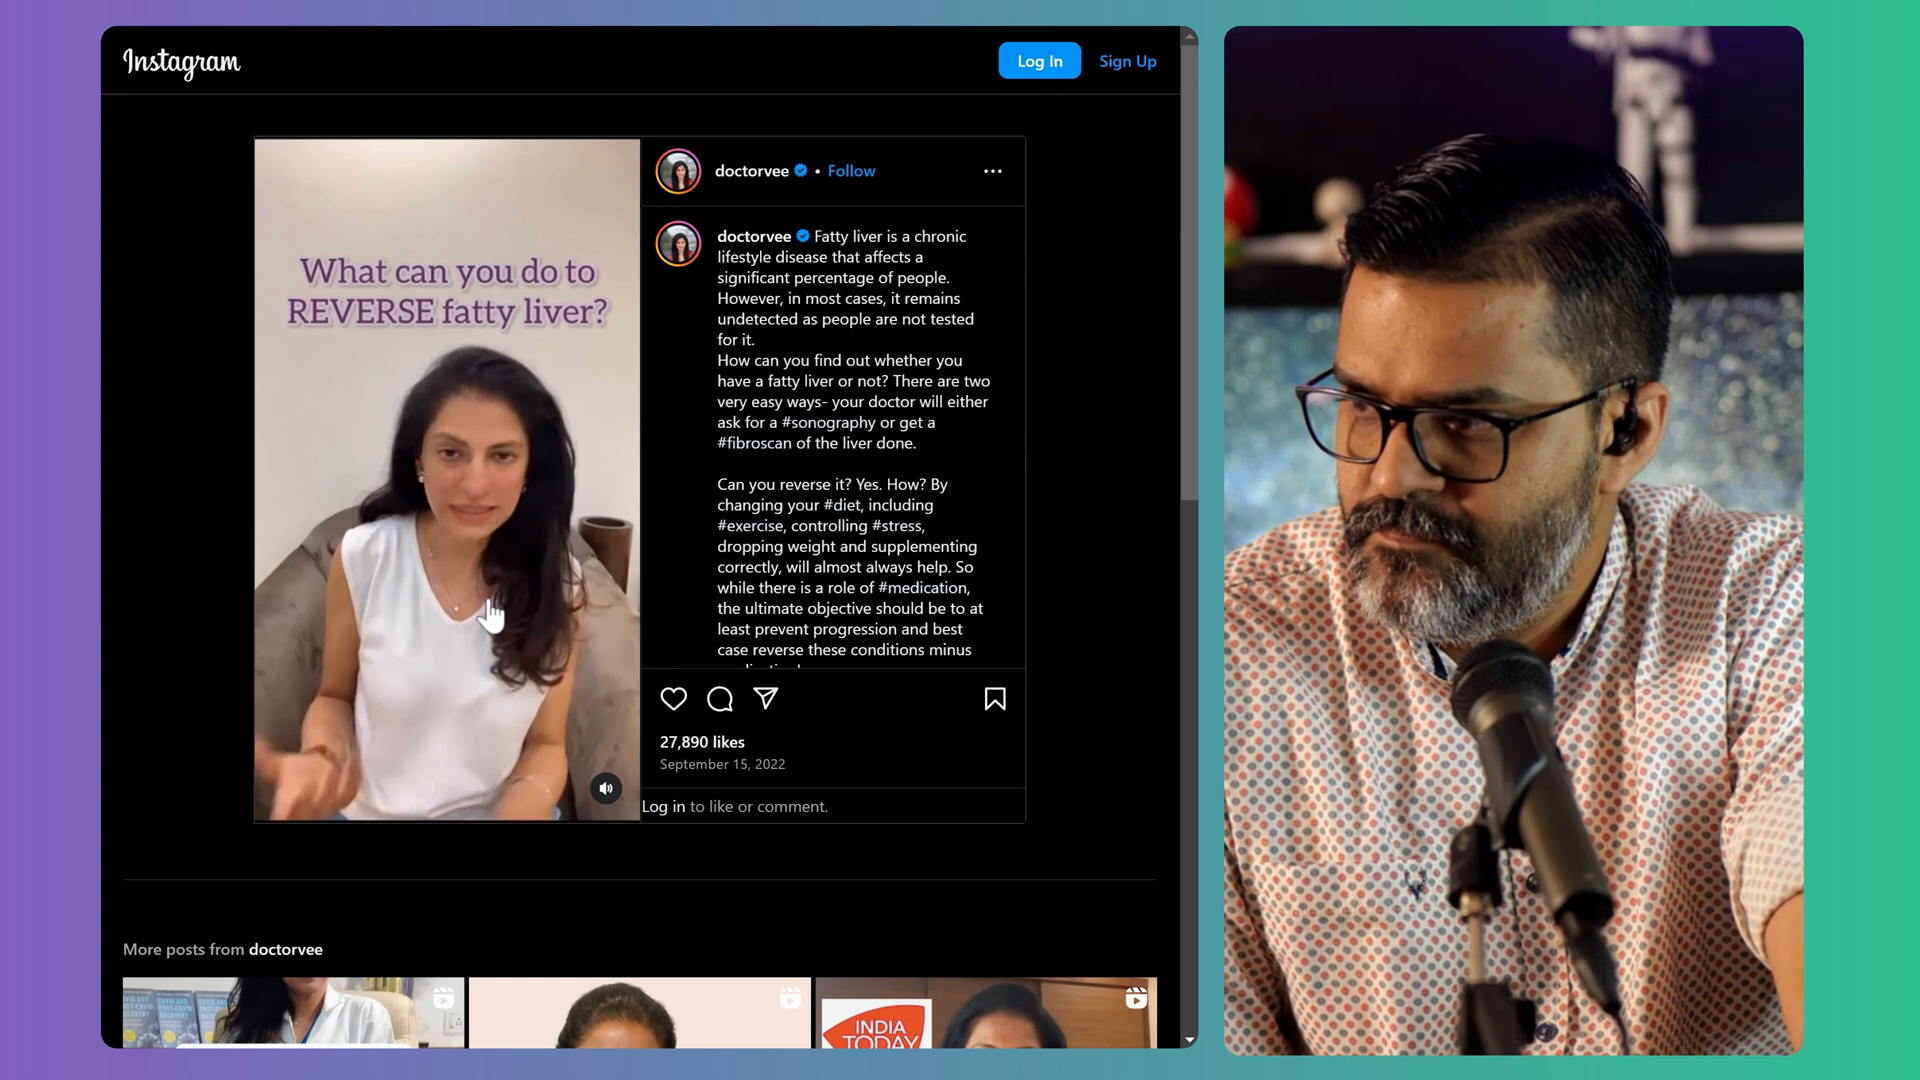 Instagram
Log In
Sign Up
What can you do to
REVERSE fatty liver?
doctorvee • Follow
doctorvee Fatty liver is a chronic
lifestyle disease that affects a
significant percentage of people.
However, in most cases, it remains
undetected as people are not tested
for it.
How can you find out whether you
have a fatty liver or not? There are two
very easy ways- your doctor will either
ask for a #sonography or get a
#fibroscan of the liver done.
Can you reverse it? Yes. How? By
changing your #diet, including
#exercise, controlling #stress,
dropping weight and supplementing
correctly, will almost always help. So
while there is a role of #medication,
the ultimate objective should be to at
least prevent progression and best
case reverse these conditions minus
27,890 likes
September 15, 2022
Log in to like or comment.
More posts from doctorvee
COVID AND
POST-COVID
RECOVERY
INDIA
TODAY